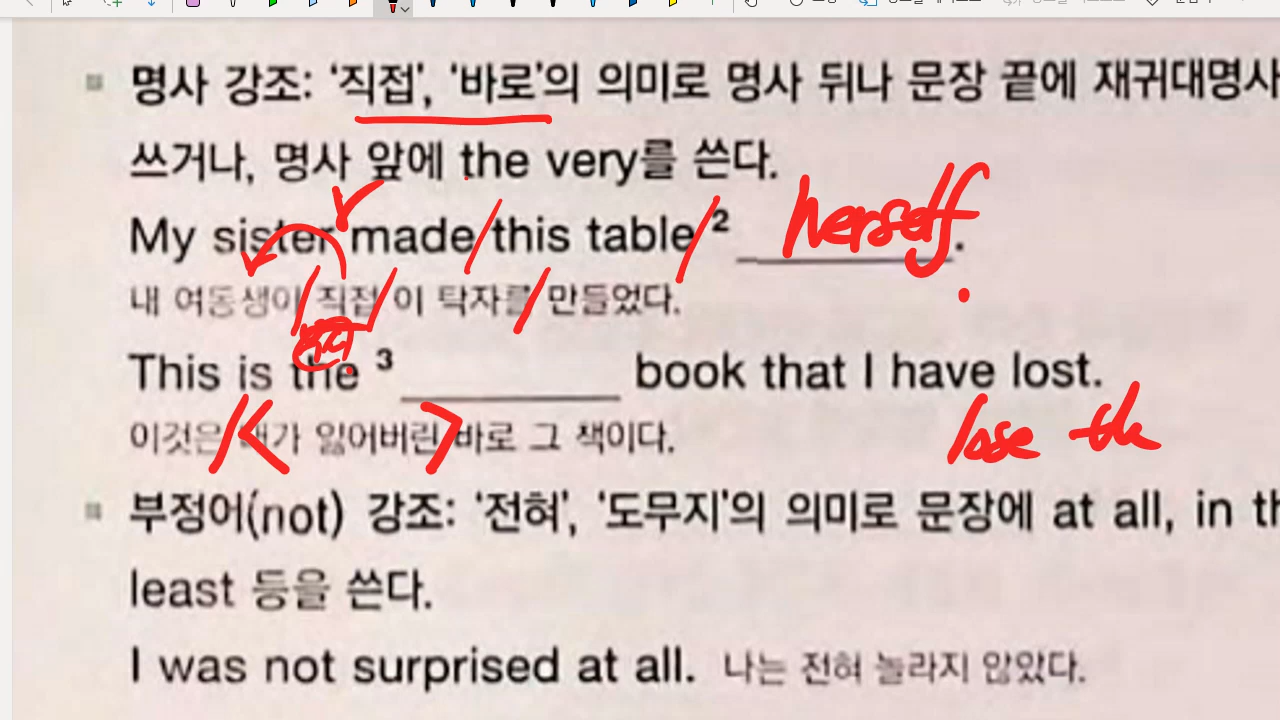 명사 강조: ‘직접’, ‘바로’의 의미로 명사 뒤나 문장 끝에 재귀대명사
쓰거나, 명사 앞에 the very를 쓴다.
My sister made this table ² herself.
내 여동생이 직접 이 탁자를 만들었다.
This is the ³ ________ book that I have lost.
이것은 내가 잃어버린 바로 그 책이다.
lose the
부정어(not) 강조: ‘전혀’, ‘도무지’의 의미로 문장에 at all, in th
least 등을 쓴다.
I was not surprised at all. 나는 전혀 놀라지 않았다.